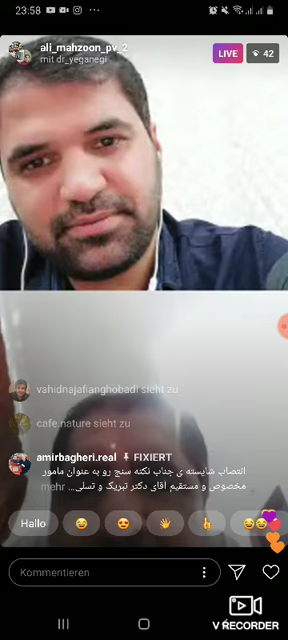 23:58
ali_mahzoon_pv_2
mit dr_yeganegi
LIVE
42
vahidnajafianghobadi sieht zu
cafe.nature sieht zu
amirbagheri.real FIXIERT
انتصاب شایسته ی جناب نکته سنج رو به عنوان مامور
مخصوص و مستقیم آقای دکتر تبریک و تسلی... mehr
Hallo
Kommentieren
V RECORDER